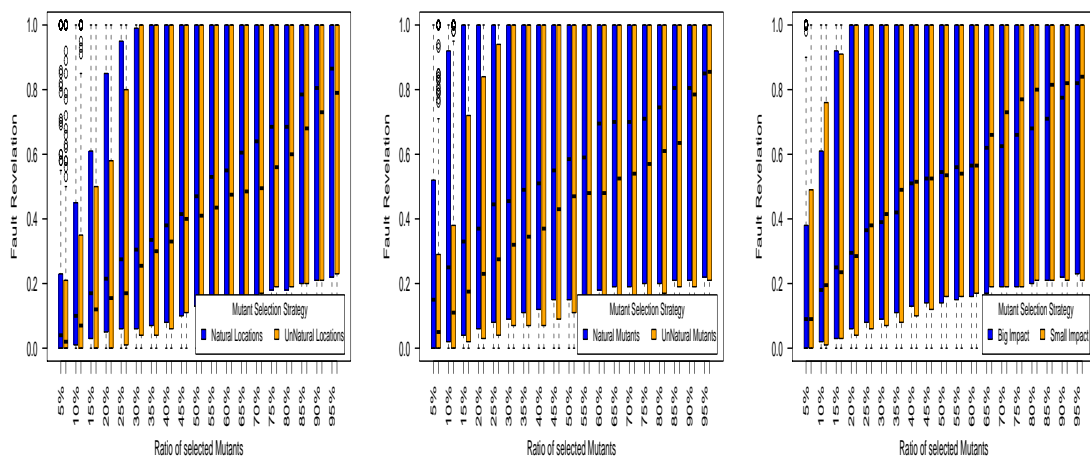 Fault Revelation
1.0
0.8
0.6
0.4
0.2
0.0
Mutant Selection Strategy
Natural Locations UnNatural Locations
5% 10% 15% 20% 25% 30% 35% 40% 45% 50% 55% 60% 65% 70% 75% 80% 85% 90% 95%
Ratio of selected Mutants
Fault Revelation
1.0
0.8
0.6
0.4
0.2
0.0
Mutant Selection Strategy
Natural Mutants UnNatural Mutants
5% 10% 15% 20% 25% 30% 35% 40% 45% 50% 55% 60% 65% 70% 75% 80% 85% 90% 95%
Ratio of selected Mutants
Fault Revelation
1.0
0.8
0.6
0.4
0.2
0.0
Mutant Selection Strategy
Big Impact Small Impact
5% 10% 15% 20% 25% 30% 35% 40% 45% 50% 55% 60% 65% 70% 75% 80% 85% 90% 95%
Ratio of selected Mutants